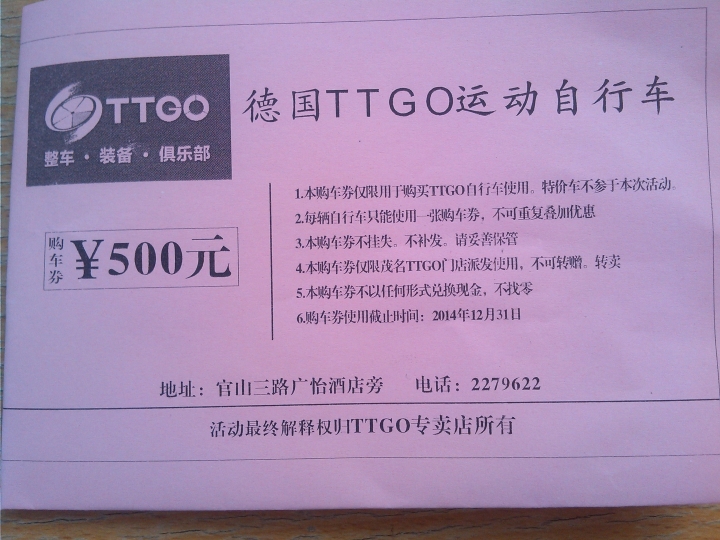 TTGO
整车·装备·俱乐部
德国TTGO运动自行车
购车券
¥500元
1.本购车券仅限用于购买TTGO自行车使用。特价车不参于本次活动。
2.每辆自行车只能使用一张购车券，不可重复叠加优惠
3.本购车券不挂失。不补发。请妥善保管
4.本购车券仅限茂名TTGO门店派发使用，不可转赠。转卖
5.本购车券不以任何形式兑换现金，不找零
6.购车券使用截止时间：2014年12月31日
地址：官山三路广怡酒店旁 电话：2279622
活动最终解释权归TTGO专卖店所有